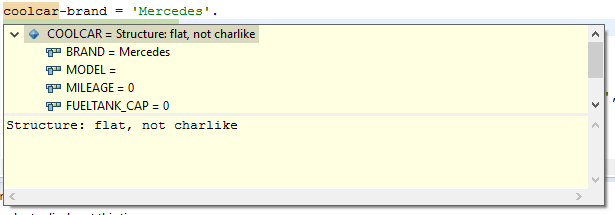 coolcar-brand = 'Mercedes'.
COOLCAR = Structure: flat, not charlike
BRAND = Mercedes
MODEL =
MILEAGE = 0
FUELTANK_CAP = 0
Structure: flat, not charlike